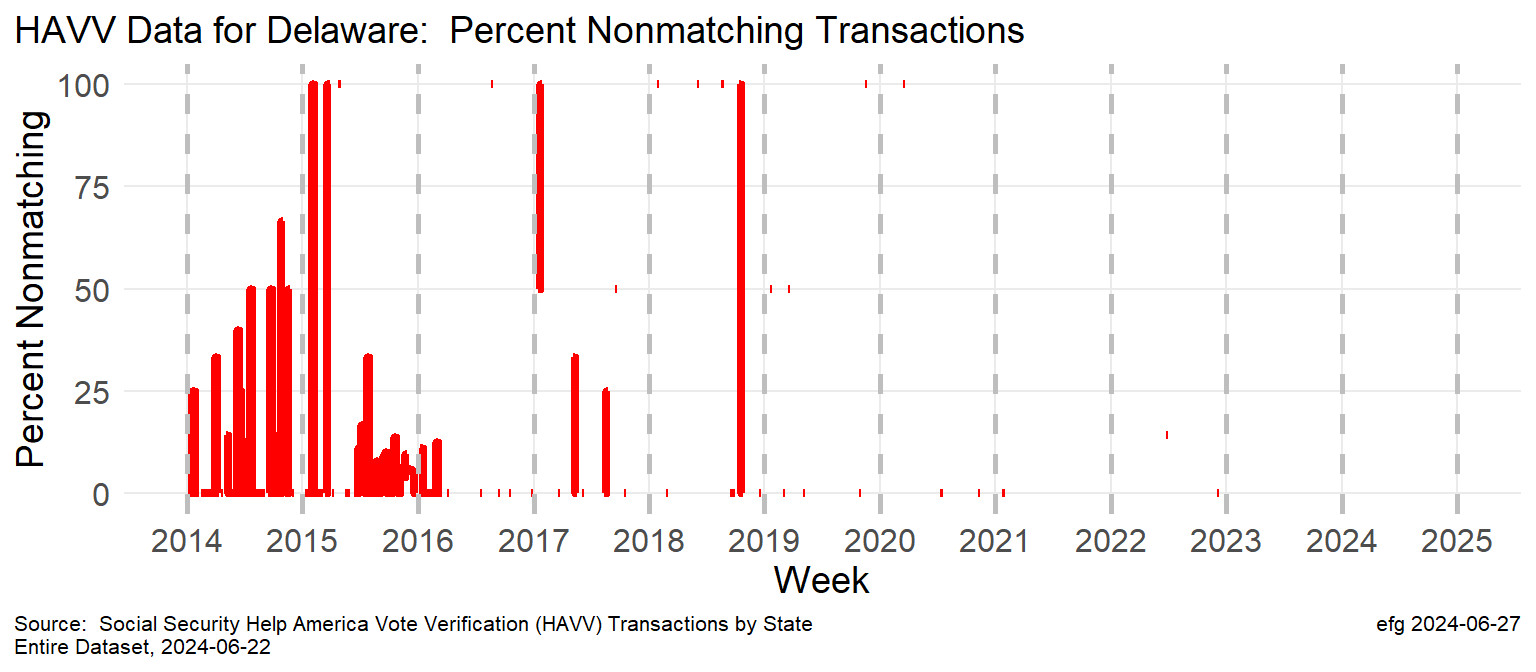 HAVV Data for Delaware:  Percent Nonmatching Transactions
Percent Nonmatching
100
75
50
25
0
2014 2015 2016 2017 2018 2019 2020 2021 2022 2023 2024 2025
Week
Source:  Social Security Help America Vote Verification (HAVV) Transactions by State
Entire Dataset, 2024-06-22
efg 2024-06-27